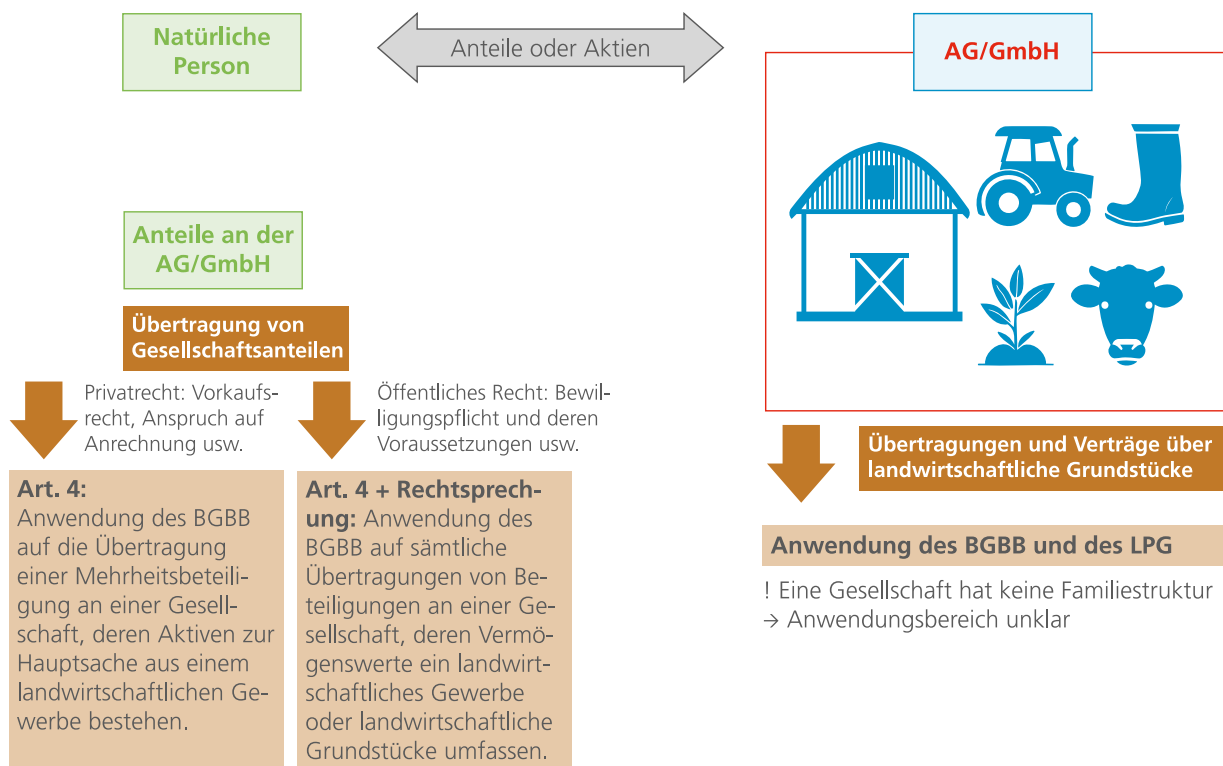 Natürliche
Person
Anteile oder Aktien
AG/GmbH
Anteile an der
AG/GmbH
Übertragung von
Gesellschaftsanteilen
Privatrecht: Vorkaufs-
recht, Anspruch auf
Anrechnung usw.
Öffentliches Recht: Bewil-
ligungspflicht und deren
Voraussetzungen usw.
Art. 4:
Anwendung des BGBB
auf die Übertragung
einer Mehrheitsbeteili-
gung an einer Gesell-
schaft, deren Aktiven zur
Hauptsache aus einem
landwirtschaftlichen Ge-
werbe bestehen.
Art. 4 + Rechtsprech-
ung: Anwendung des
BGBB auf sämtliche
Übertragungen von Be-
teiligungen an einer Ge-
sellschaft, deren Vermö-
genswerte ein landwirt-
schaftliches Gewerbe
oder landwirtschaftliche
Grundstücke umfassen.
Übertragungen und Verträge über
landwirtschaftliche Grundstücke
Anwendung des BGBB und des LPG
! Eine Gesellschaft hat keine Familiestruktur
→ Anwendungsbereich unklar